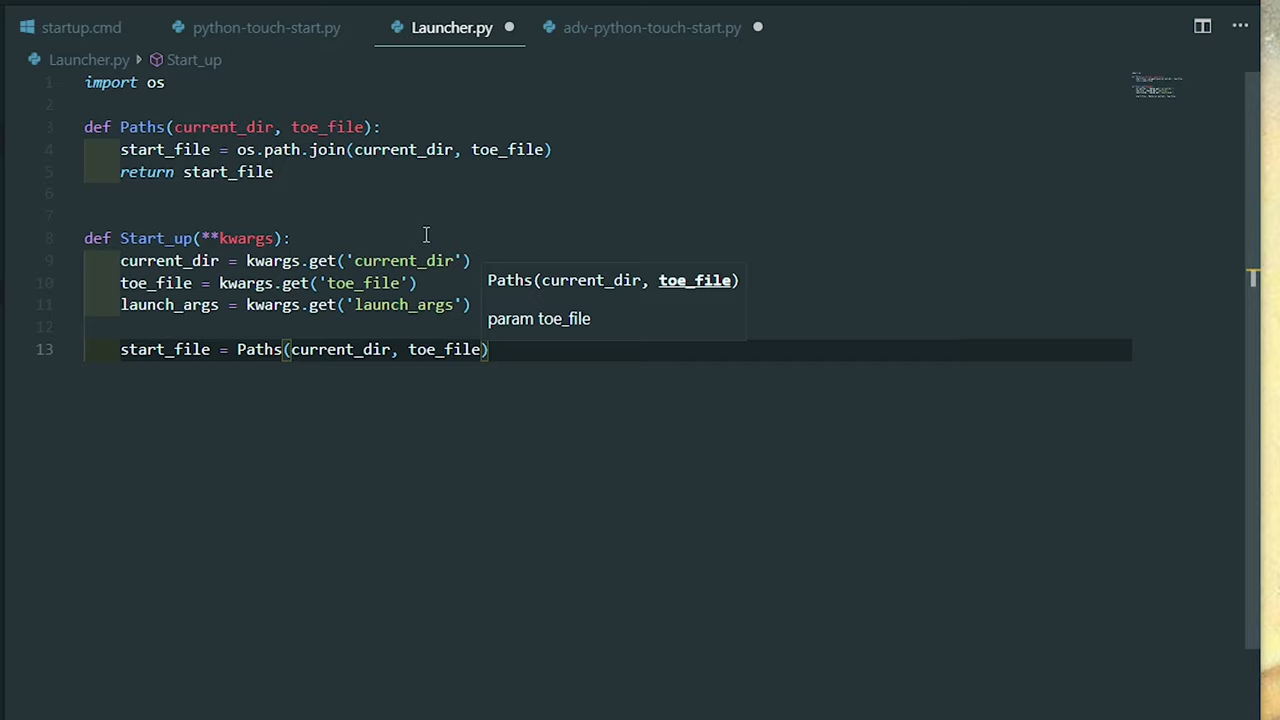 startup.cmd python-touch-start.py Launcher.py adv-python-touch-start.py
Launcher.py Start_up
1 import os
2
3 def Paths(current_dir, toe_file):
4 start_file = os.path.join(current_dir, toe_file)
5 return start_file
6
7
8 def Start_up(**kwargs):
9 current_dir = kwargs.get('current_dir')
10 toe_file = kwargs.get('toe_file')
11 launch_args = kwargs.get('launch_args')
12
13 start_file = Paths(current_dir, toe_file)
Paths(current_dir, toe_file)
param toe_file
T